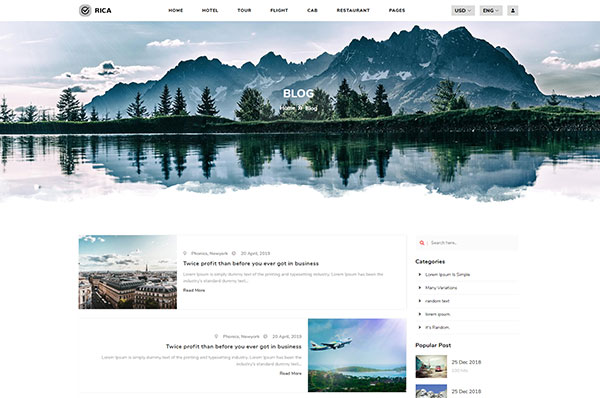 RICA
HOME HOTEL TOUR FLIGHT CAB RESTAURANT PAGES
USD ENG
BLOG
Home Blog
Phoenix, Newyork 20 April, 2019
Twice profit than before you ever got in business
Lorem Ipsum is simply dummy text of the printing and typesetting industry. Lorem Ipsum has been the
industry's standard dummy text...
Read More
Phoenix, Newyork 20 April, 2019
Twice profit than before you ever got in business
Lorem Ipsum is simply dummy text of the printing and typesetting industry. Lorem Ipsum has been the
industry's standard dummy text...
Read More
Search here...
Categories
Lorem Ipsum is Simple
Many Variations
random text
lorem ipsum
It's Random
Popular Post
25 Dec 2018
25 Dec 2018